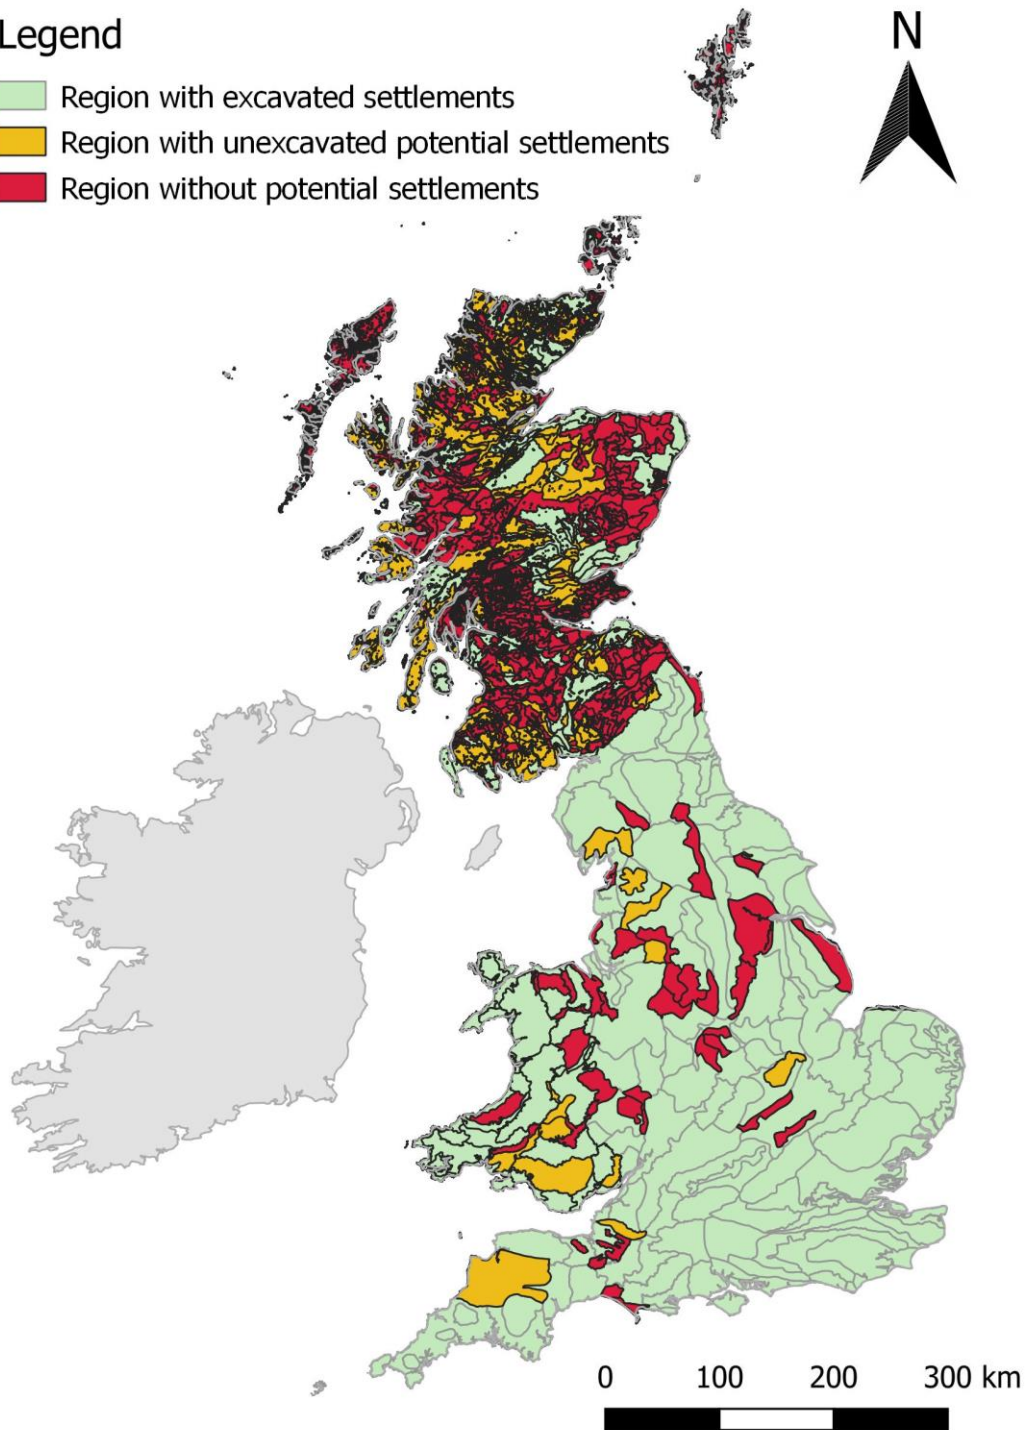 Legend
N
Region with excavated settlements
Region with unexcavated potential settlements
Region without potential settlements
0 100 200 300 km